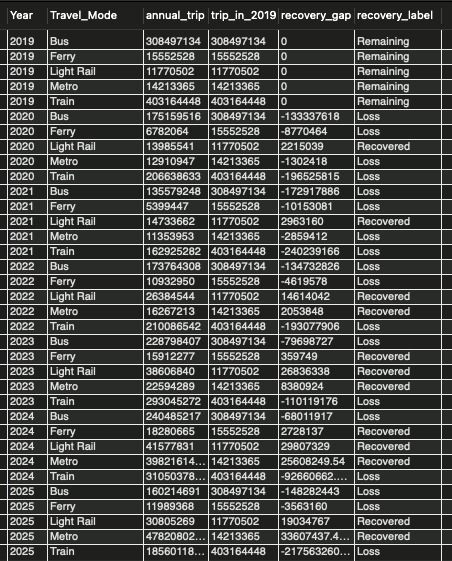 Year Travel_Mode annual_trip trip_in_2019 recovery_gap recovery_label
2019 Bus 308497134 308497134 0 Remaining
2019 Ferry 15552528 15552528 0 Remaining
2019 Light Rail 11770502 11770502 0 Remaining
2019 Metro 14213365 14213365 0 Remaining
2019 Train 403164448 403164448 0 Remaining
2020 Bus 175159516 308497134 -133337618 Loss
2020 Ferry 6782064 15552528 -8770464 Loss
2020 Light Rail 13985541 11770502 2215039 Recovered
2020 Metro 12910947 14213365 -1302418 Loss
2020 Train 206638633 403164448 -196525815 Loss
2021 Bus 135579248 308497134 -172917886 Loss
2021 Ferry 5399447 15552528 -10153081 Loss
2021 Light Rail 14733662 11770502 2963160 Recovered
2021 Metro 11353953 14213365 -2859412 Loss
2021 Train 162925282 403164448 -240239166 Loss
2022 Bus 173764308 308497134 -134732826 Loss
2022 Ferry 10932950 15552528 -4619578 Loss
2022 Light Rail 26384544 11770502 14614042 Recovered
2022 Metro 16267213 14213365 2053848 Recovered
2022 Train 210086542 403164448 -193077906 Loss
2023 Bus 228798407 308497134 -79698727 Loss
2023 Ferry 15912277 15552528 359749 Recovered
2023 Light Rail 38606840 11770502 26836338 Recovered
2023 Metro 22594289 14213365 8380924 Recovered
2023 Train 293045272 403164448 -110119176 Loss
2024 Bus 240485217 308497134 -68011917 Loss
2024 Ferry 18280665 15552528 2728137 Recovered
2024 Light Rail 41577831 11770502 29807329 Recovered
2024 Metro 39821614... 14213365 25608249.54 Recovered
2024 Train 31050378... 403164448 -92660662.... Loss
2025 Bus 160214691 308497134 -148282443 Loss
2025 Ferry 11989368 15552528 -3563160 Loss
2025 Light Rail 30805269 11770502 19034767 Recovered
2025 Metro 47820802... 14213365 33607437.4... Recovered
2025 Train 18560118... 403164448 -217563260.... Loss